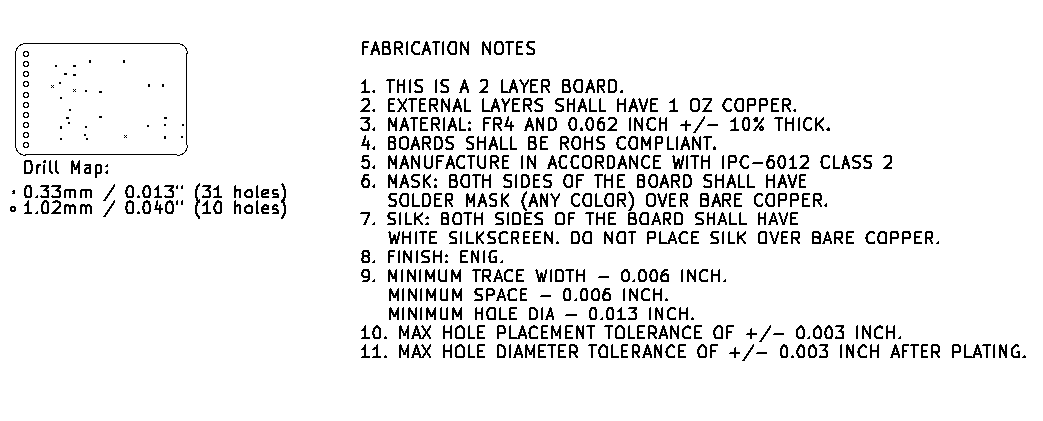 Drill Map:
0.33mm / 0.013" (31 holes)
1.02mm / 0.040" (10 holes)
FABRICATION NOTES
1. THIS IS A 2 LAYER BOARD.
2. EXTERNAL LAYERS SHALL HAVE 1 OZ COPPER.
3. MATERIAL: FR4 AND 0.062 INCH +/- 10% THICK.
4. BOARDS SHALL BE ROHS COMPLIANT.
5. MANUFACTURE IN ACCORDANCE WITH IPC-6012 CLASS 2
6. MASK: BOTH SIDES OF THE BOARD SHALL HAVE
SOLDER MASK (ANY COLOR) OVER BARE COPPER.
7. SILK: BOTH SIDES OF THE BOARD SHALL HAVE
WHITE SILKSCREEN. DO NOT PLACE SILK OVER BARE COPPER.
8. FINISH: ENIG.
9. MINIMUM TRACE WIDTH - 0.006 INCH.
MINIMUM SPACE - 0.006 INCH.
MINIMUM HOLE DIA - 0.013 INCH.
10. MAX HOLE PLACEMENT TOLERANCE OF +/- 0.003 INCH.
11. MAX HOLE DIAMETER TOLERANCE OF +/- 0.003 INCH AFTER PLATING.